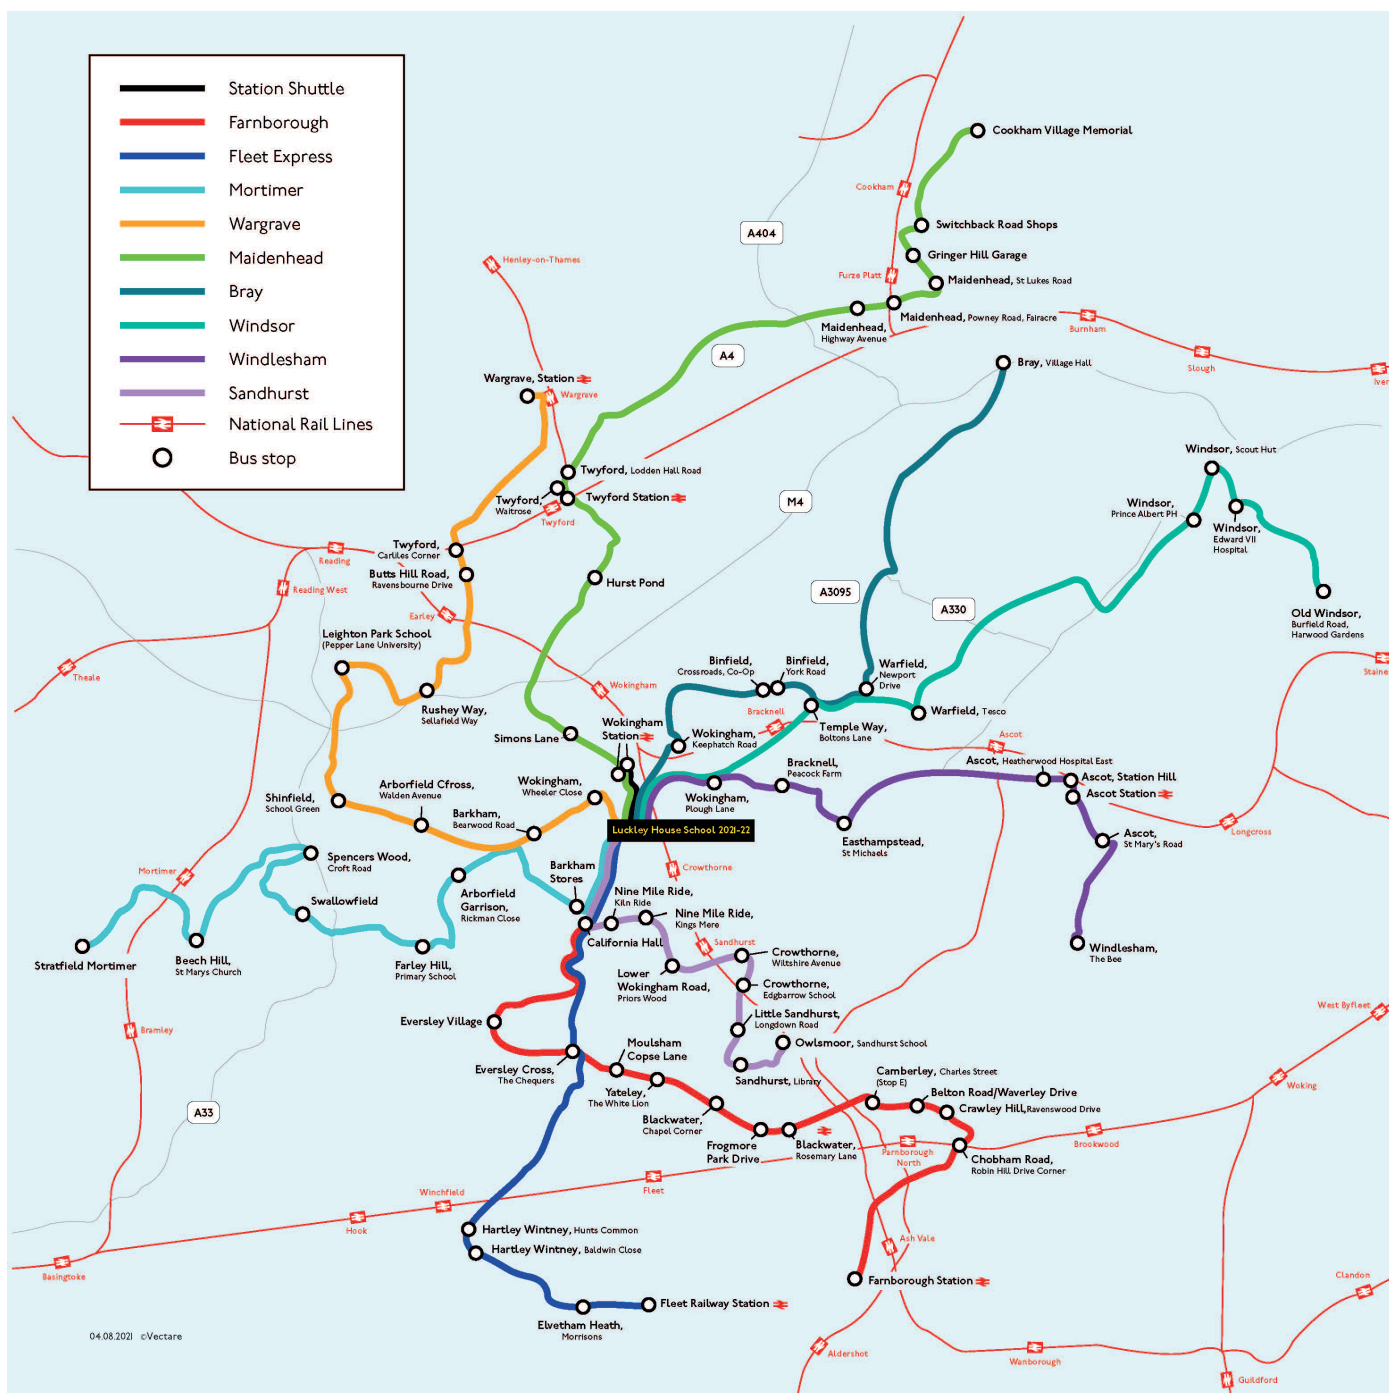 Station Shuttle
Farnborough
Fleet Express
Mortimer
Wargrave
Maidenhead
Bray
Windsor
Windlesham
Sandhurst
National Rail Lines
Bus stop
Cookham Village Memorial
Cookham
Switchback Road Shops
A404
Gringer Hill Garage
Henley-on-Thames
Furze Platt
Maidenhead, St Lukes Road
Maidenhead, Powney Road, Fairacre
Maidenhead,
Highway Avenue
Burnham
A4
Slough
Iver
Bray, Village Hall
Wargrave, Station
Wargrave
Windsor, Scout Hut
Twyford, Lodden Hall Road
Twyford,
Waitrose
Twyford Station
Twyford
M4
Windsor,
Prince Albert PH
Windsor,
Edward VII
Hospital
Twyford,
Carliles Corner
Reading
Butts Hill Road,
Ravensbourne Drive
Reading West
Hurst Pond
A3095
A330
Earley
Old Windsor,
Burfield Road,
Harwood Gardens
Leighton Park School
(Pepper Lane University)
Theale
Wokingham
Binfield,
Crossroads, Co-Op
Binfield,
York Road
Warfield,
Newport
Drive
Staines
Rushey Way,
Sellafield Way
Bracknell
Warfield, Tesco
Wokingham
Station
Simons Lane
Wokingham,
Keephatch Road
Temple Way,
Boltons Lane
Ascot
Ascot, Heatherwood Hospital East
Bracknell,
Peacock Farm
Ascot, Station Hill
Ascot Station
Arborfield Cfross,
Walden Avenue
Wokingham,
Wheeler Close
Wokingham,
Plough Lane
Shinfield,
School Green
Barkham,
Bearwood Road
Luckley House School 2021-22
Longcross
Easthampstead,
St Michaels
Ascot,
St Mary's Road
Spencers Wood,
Croft Road
Mortimer
Barkham
Stores
Crowthorne
Swallowfield
Arborfield
Garrison,
Rickman Close
Nine Mile Ride,
Kiln Ride
Nine Mile Ride,
Kings Mere
Stratfield Mortimer
Beech Hill,
St Marys Church
Farley Hill,
Primary School
California Hall
Sandhurst
Windlesham,
The Bee
Lower
Wokingham Road,
Priors Wood
Crowthorne,
Wiltshire Avenue
Crowthorne,
Edgbarrow School
West Byfleet
Bramley
Eversley Village
Little Sandhurst,
Longdown Road
Owlsmoor, Sandhurst School
Moulsham
Copse Lane
Eversley Cross,
The Chequers
Sandhurst, Library
Camberley, Charles Street
(Stop E)
Woking
Yateley,
The White Lion
Belton Road/Waverley Drive
Crawley Hill, Ravenswood Drive
A33
Blackwater,
Chapel Corner
Frogmore
Park Drive
Blackwater,
Rosemary Lane
Parnborough
North
Brookwood
Chobham Road,
Robin Hill Drive Corner
Fleet
Winchfield
Hook
Hartley Wintney, Hunts Common
Hartley Wintney, Baldwin Close
Ash Vale
Basingtoke
Farnborough Station
Clandon
Fleet Railway Station
Elvetham Heath,
Morrisons
04.08.2021 ©Vectare
Aldershot
Wanborough
Guildford